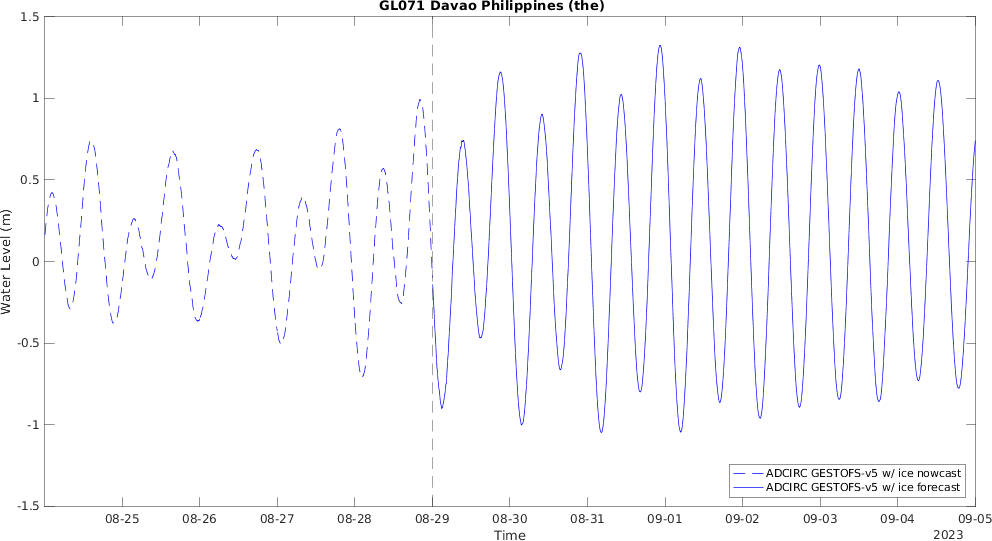 GL071 Davao Philippines (the)
1.5
1
0.5
0
-0.5
-1
-1.5
Water Level (m)
ADCIRC GESTOFS-v5 w/ ice nowcast
ADCIRC GESTOFS-v5 w/ ice forecast
08-25 08-26 08-27 08-28 08-29 08-30 08-31 09-01 09-02 09-03 09-04 09-05
Time
2023